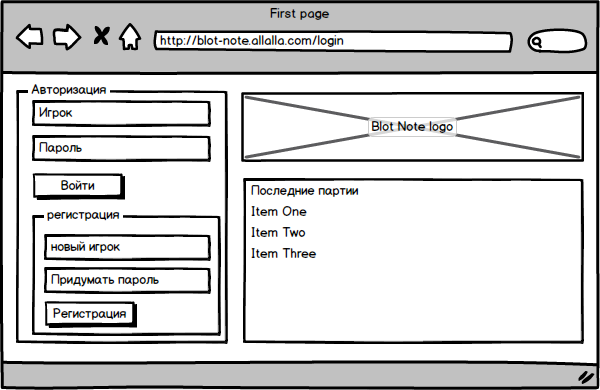 First page
http://blot-note.allalla.com/login
Авторизация
Игрок
Пароль
Войти
регистрация
новый игрок
Придумать пароль
Регистрация
Blot Note logo
Последние партии
Item One
Item Two
Item Three